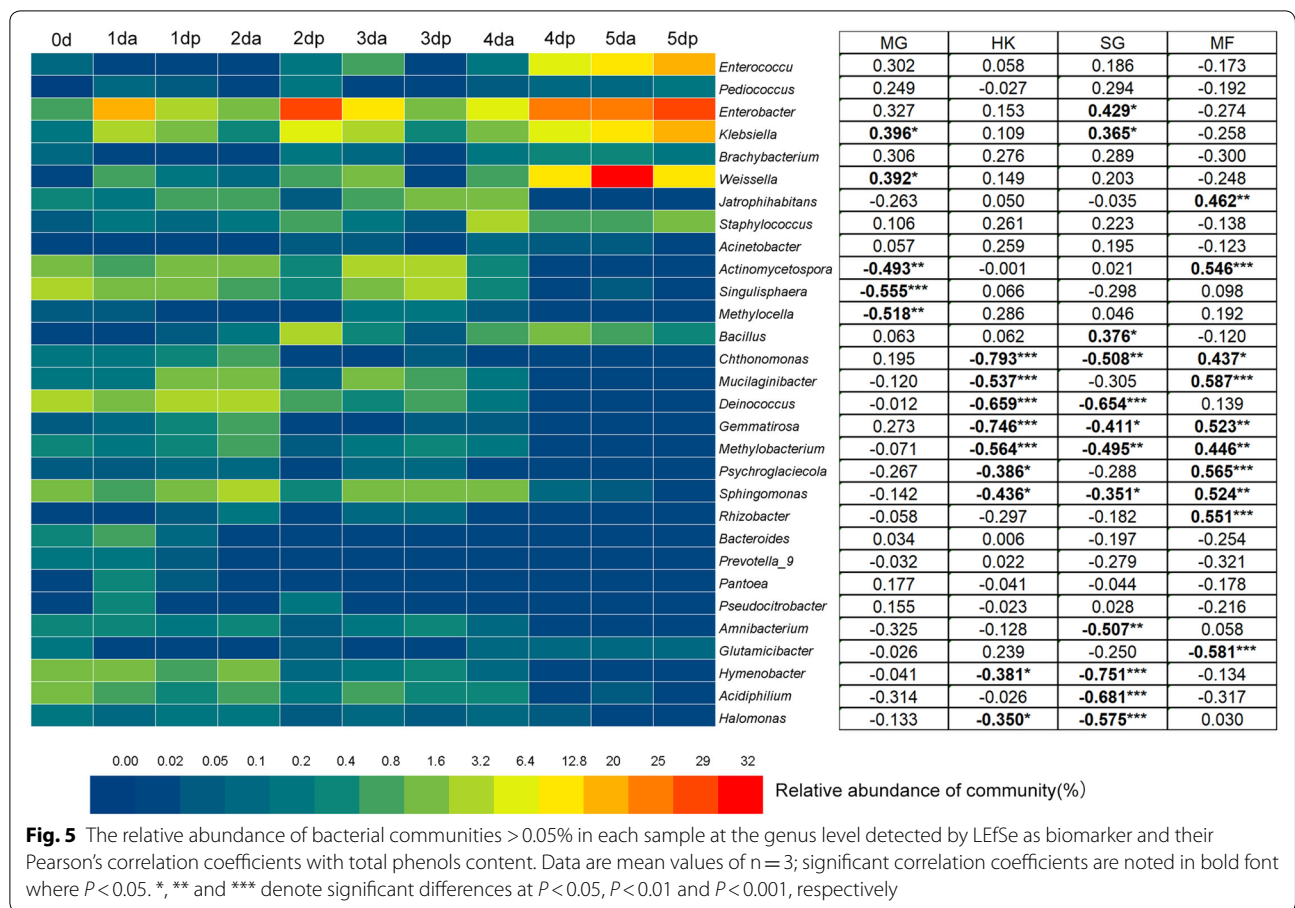 0d 1da 1dp 2da 2dp 3da 3dp 4da 4dp 5da 5dp
MG HK SG MF
Enterococcu 0.302 0.058 0.186 -0.173
Pediococcus 0.249 -0.027 0.294 -0.192
Enterobacter 0.327 0.153 0.429* -0.274
Klebsiella 0.396* 0.109 0.365* -0.258
Brachybacterium 0.306 0.276 0.289 -0.300
Weissella 0.392* 0.149 0.203 -0.248
Jatrophihabitans -0.263 0.050 -0.035 0.462**
Staphylococcus 0.106 0.261 0.223 -0.138
Acinetobacter 0.057 0.259 0.195 -0.123
Actinomycetospora -0.493** -0.001 0.021 0.546***
Singulisphaera -0.555*** 0.066 -0.298 0.098
Methylocella -0.518** 0.286 0.046 0.192
Bacillus 0.063 0.062 0.376* -0.120
Chthonomonas 0.195 -0.793*** -0.508** 0.437*
Mucilaginibacter -0.120 -0.537*** -0.305 0.587***
Deinococcus -0.012 -0.659*** -0.654*** 0.139
Gemmatirosa 0.273 -0.746*** -0.411* 0.523**
Methylobacterium -0.071 -0.564*** -0.495** 0.446**
Psychroglaciecola -0.267 -0.386* -0.288 0.565***
Sphingomonas -0.142 -0.436* -0.351* 0.524**
Rhizobacter -0.058 -0.297 -0.182 0.551***
Bacteroides 0.034 0.006 -0.197 -0.254
Prevotella_9 -0.032 0.022 -0.279 -0.321
Pantoea 0.177 -0.041 -0.044 -0.178
Pseudocitrobacter 0.155 -0.023 0.028 -0.216
Amnibacterium -0.325 -0.128 -0.507** 0.058
Glutamicibacter -0.026 0.239 -0.250 -0.581***
Hymenobacter -0.041 -0.381* -0.751*** -0.134
Acidiphilium -0.314 -0.026 -0.681*** -0.317
Halomonas -0.133 -0.350* -0.575*** 0.030
0.00 0.02 0.05 0.1 0.2 0.4 0.8 1.6 3.2 6.4 12.8 20 25 29 32
Relative abundance of community(%)
Fig. 5 The relative abundance of bacterial communities > 0.05% in each sample at the genus level detected by LEfSe as biomarker and their
Pearson's correlation coefficients with total phenols content. Data are mean values of n = 3; significant correlation coefficients are noted in bold font
where P < 0.05. *, ** and *** denote significant differences at P < 0.05, P < 0.01 and P < 0.001, respectively